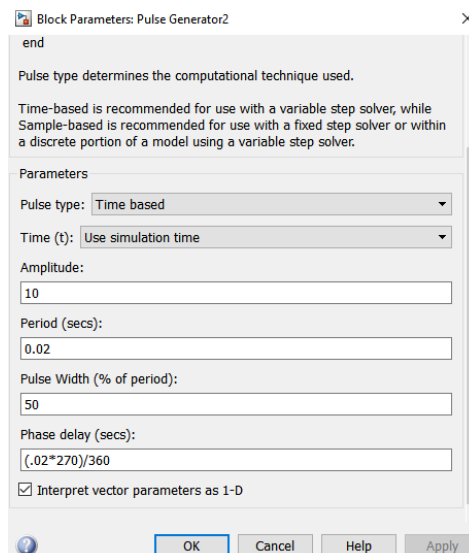 Block Parameters: Pulse Generator2
end
Pulse type determines the computational technique used.
Time-based is recommended for use with a variable step solver, while
Sample-based is recommended for use with a fixed step solver or within
a discrete portion of a model using a variable step solver.
Parameters
Pulse type: Time based
Time (t): Use simulation time
Amplitude:
10
Period (secs):
0.02
Pulse Width (% of period):
50
Phase delay (secs):
(.02*270)/360
Interpret vector parameters as 1-D
OK Cancel Help Apply